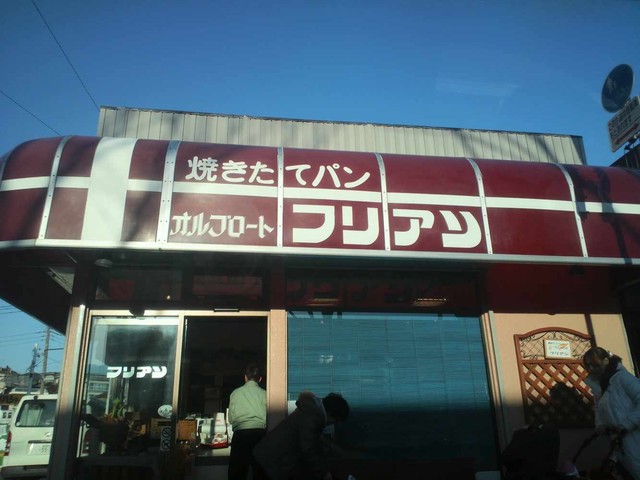 焼きたてパン
オルブロート フリアン
フリアン